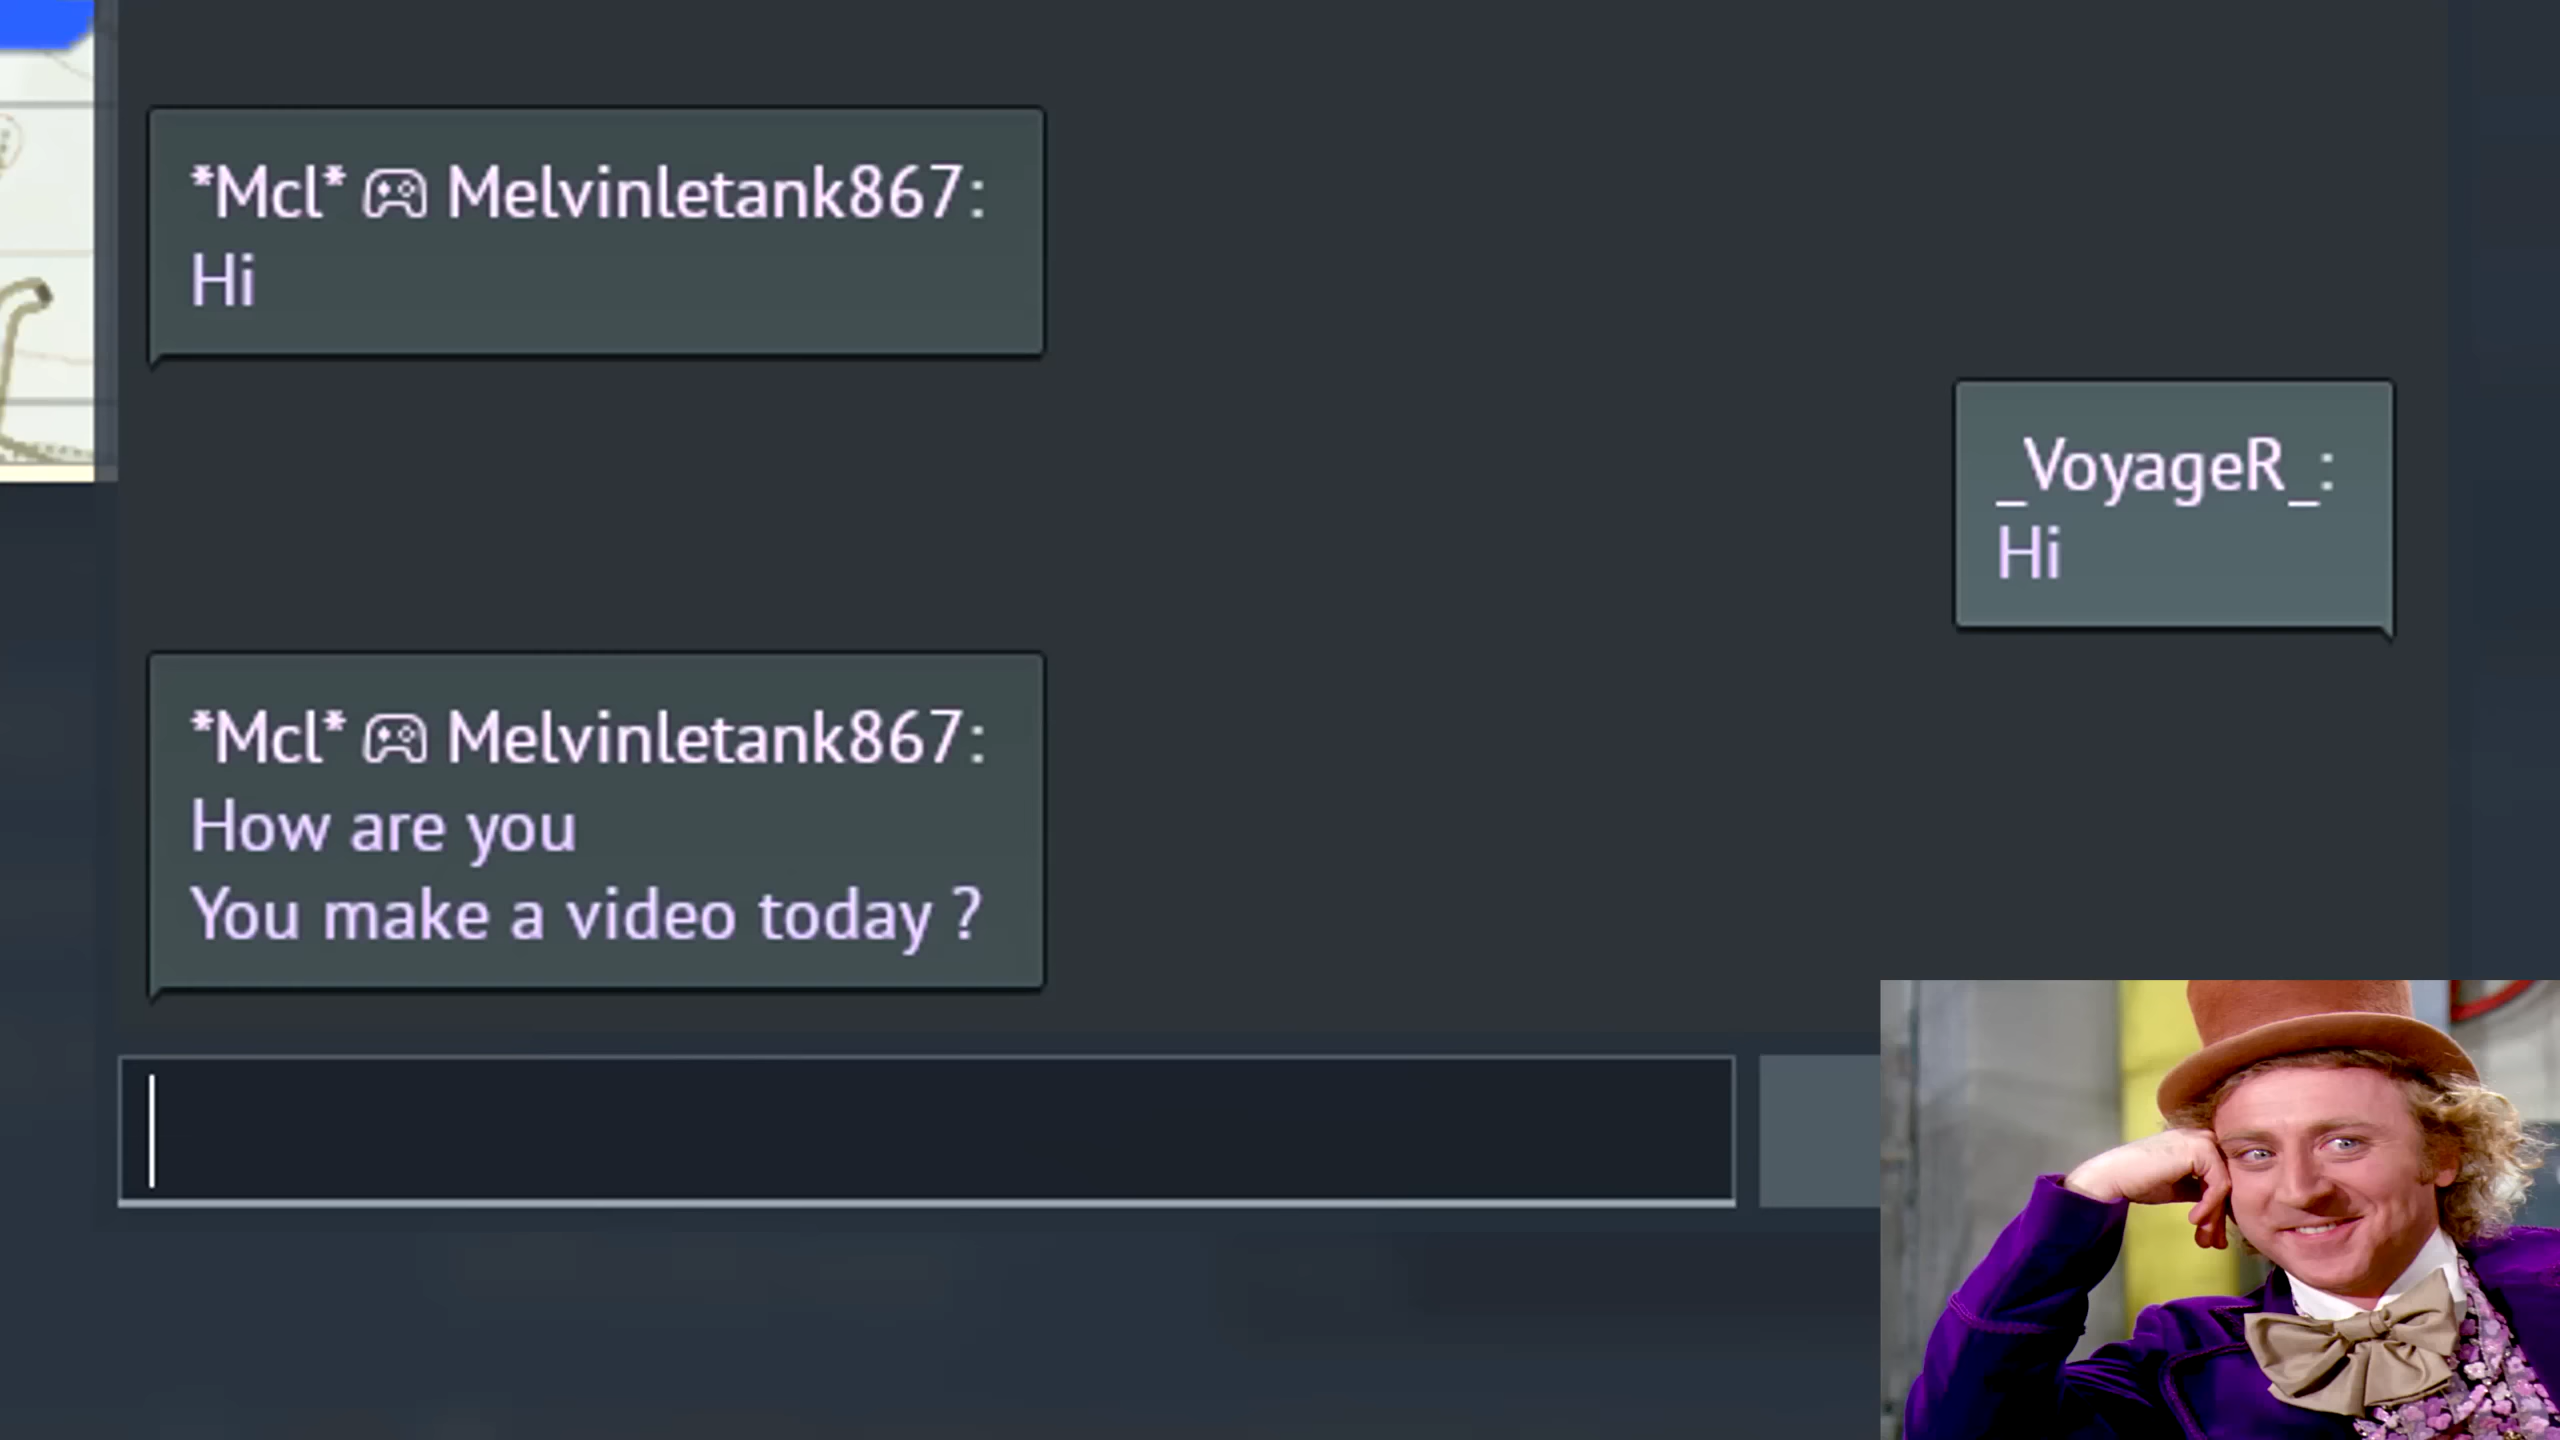 *Mcl* 🎮 Melvinletank867:
Hi
_VoyageR_:
Hi
*Mcl* 🎮 Melvinletank867:
How are you
You make a video today ?